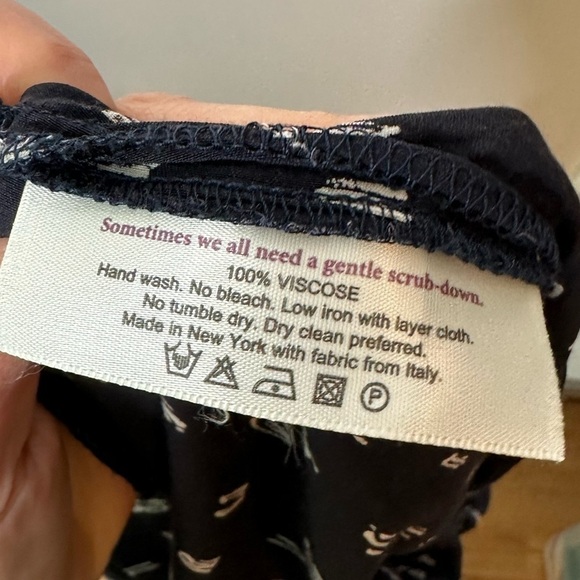 Sometimes we all need a gentle scrub-down.
100% VISCOSE
Hand wash. No bleach. Low iron with layer cloth.
No tumble dry. Dry clean preferred.
Made in New York with fabric from Italy.
P